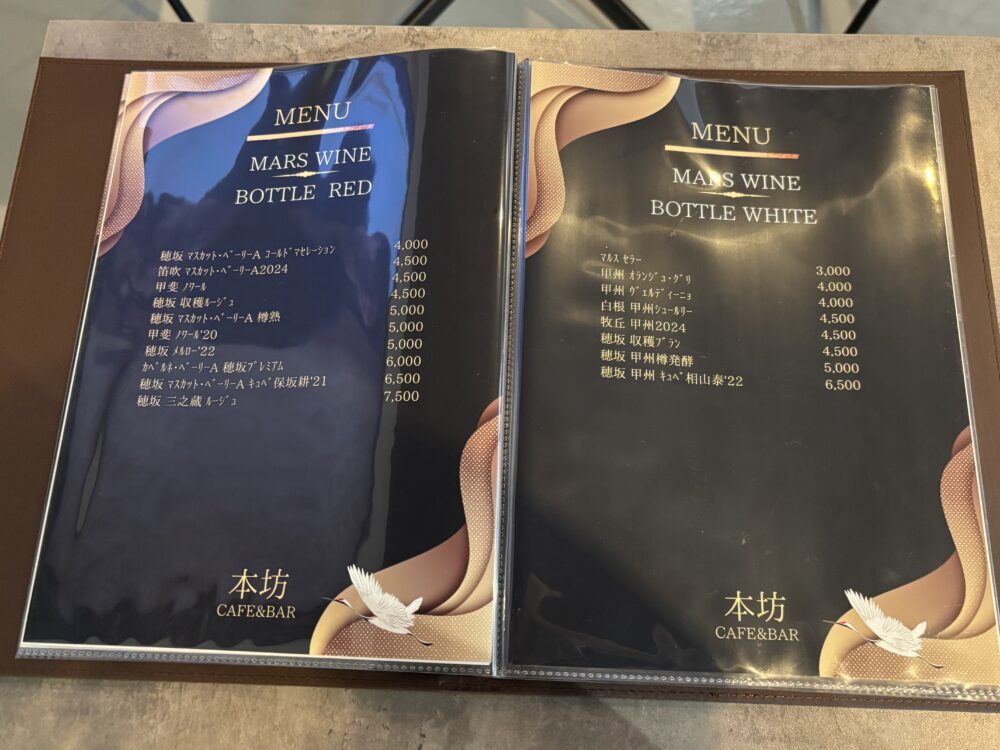 MENU
MARS WINE
BOTTLE RED
穂坂 ﾏｽｶｯﾄ・ﾍﾞｰﾘｰA ｺｰﾙﾄﾞﾏｾﾚｰｼｮﾝ 4,000
笛吹 ﾏｽｶｯﾄ・ﾍﾞｰﾘｰA2024 4,500
甲斐 ﾉﾜｰﾙ 4,500
穂坂 収穫ﾙｰｼﾞｭ 4,500
穂坂 ﾏｽｶｯﾄ・ﾍﾞｰﾘｰA 樽熟 5,000
甲斐 ﾉﾜｰﾙ'20 5,000
穂坂 ﾒﾙﾛｰ'22 5,000
ｶﾍﾞﾙﾈ・ﾍﾞｰﾘｰA 穂坂ﾌﾟﾚﾐｱﾑ 6,000
穂坂 ﾏｽｶｯﾄ・ﾍﾞｰﾘｰA ｷｭﾍﾞ保坂耕'21 6,500
穂坂 三之蔵 ﾙｰｼﾞｭ 7,500
本坊
CAFE&BAR
MENU
MARS WINE
BOTTLE WHITE
ﾏﾙｽ ｾﾗｰ 3,000
甲州 ｵﾗﾝｼﾞｭ・ｸﾞﾘ 4,000
甲州 ｳﾞｪﾙﾃﾞｨｰﾆｮ 4,000
白根 甲州ｼｭｰﾙﾘｰ 4,500
牧丘 甲州2024 4,500
穂坂 収穫ﾌﾞﾗﾝ 4,500
穂坂 甲州樽発酵 5,000
穂坂 甲州 ｷｭﾍﾞ相山泰'22 6,500
本坊
CAFE&BAR